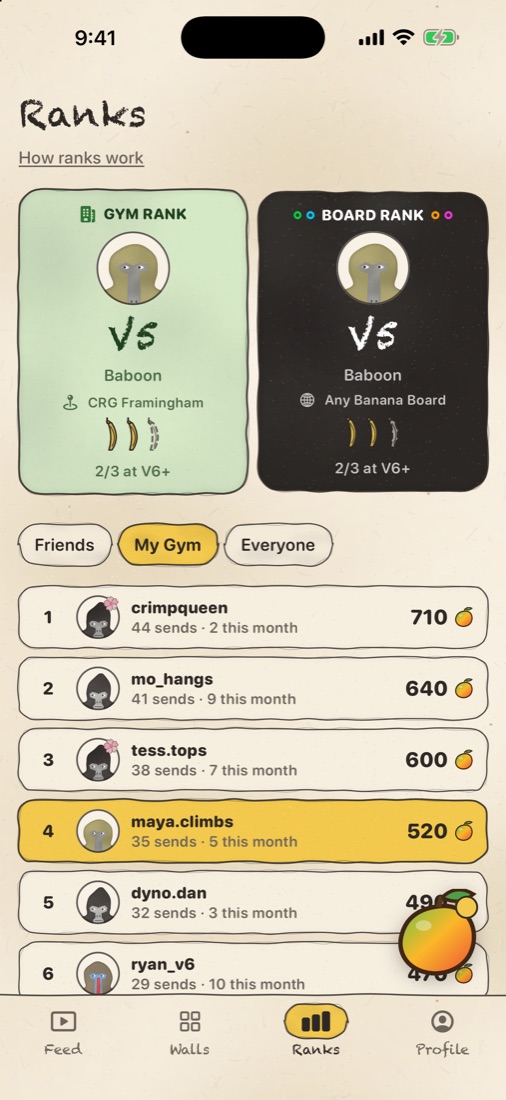 9:41
Ranks
How ranks work
GYM RANK
V5
Baboon
CRG Framingham
2/3 at V6+
BOARD RANK
V5
Baboon
Any Banana Board
2/3 at V6+
Friends
My Gym
Everyone
1
crimpqueen
44 sends · 2 this month
710
2
mo_hangs
41 sends · 9 this month
640
3
tess.tops
38 sends · 7 this month
600
4
maya.climbs
35 sends · 5 this month
520
5
dyno.dan
32 sends · 3 this month
6
ryan_v6
29 sends · 10 this month
Feed
Walls
Ranks
Profile